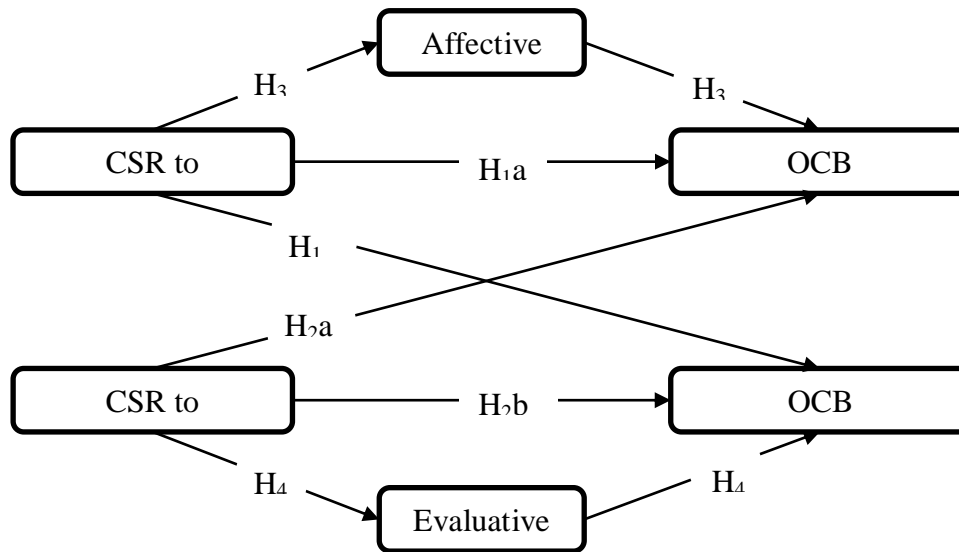 Affective
H₃
H₃
CSR to
H₁a
OCB
H₁
H₂a
CSR to
H₂b
OCB
H₄
H₄
Evaluative